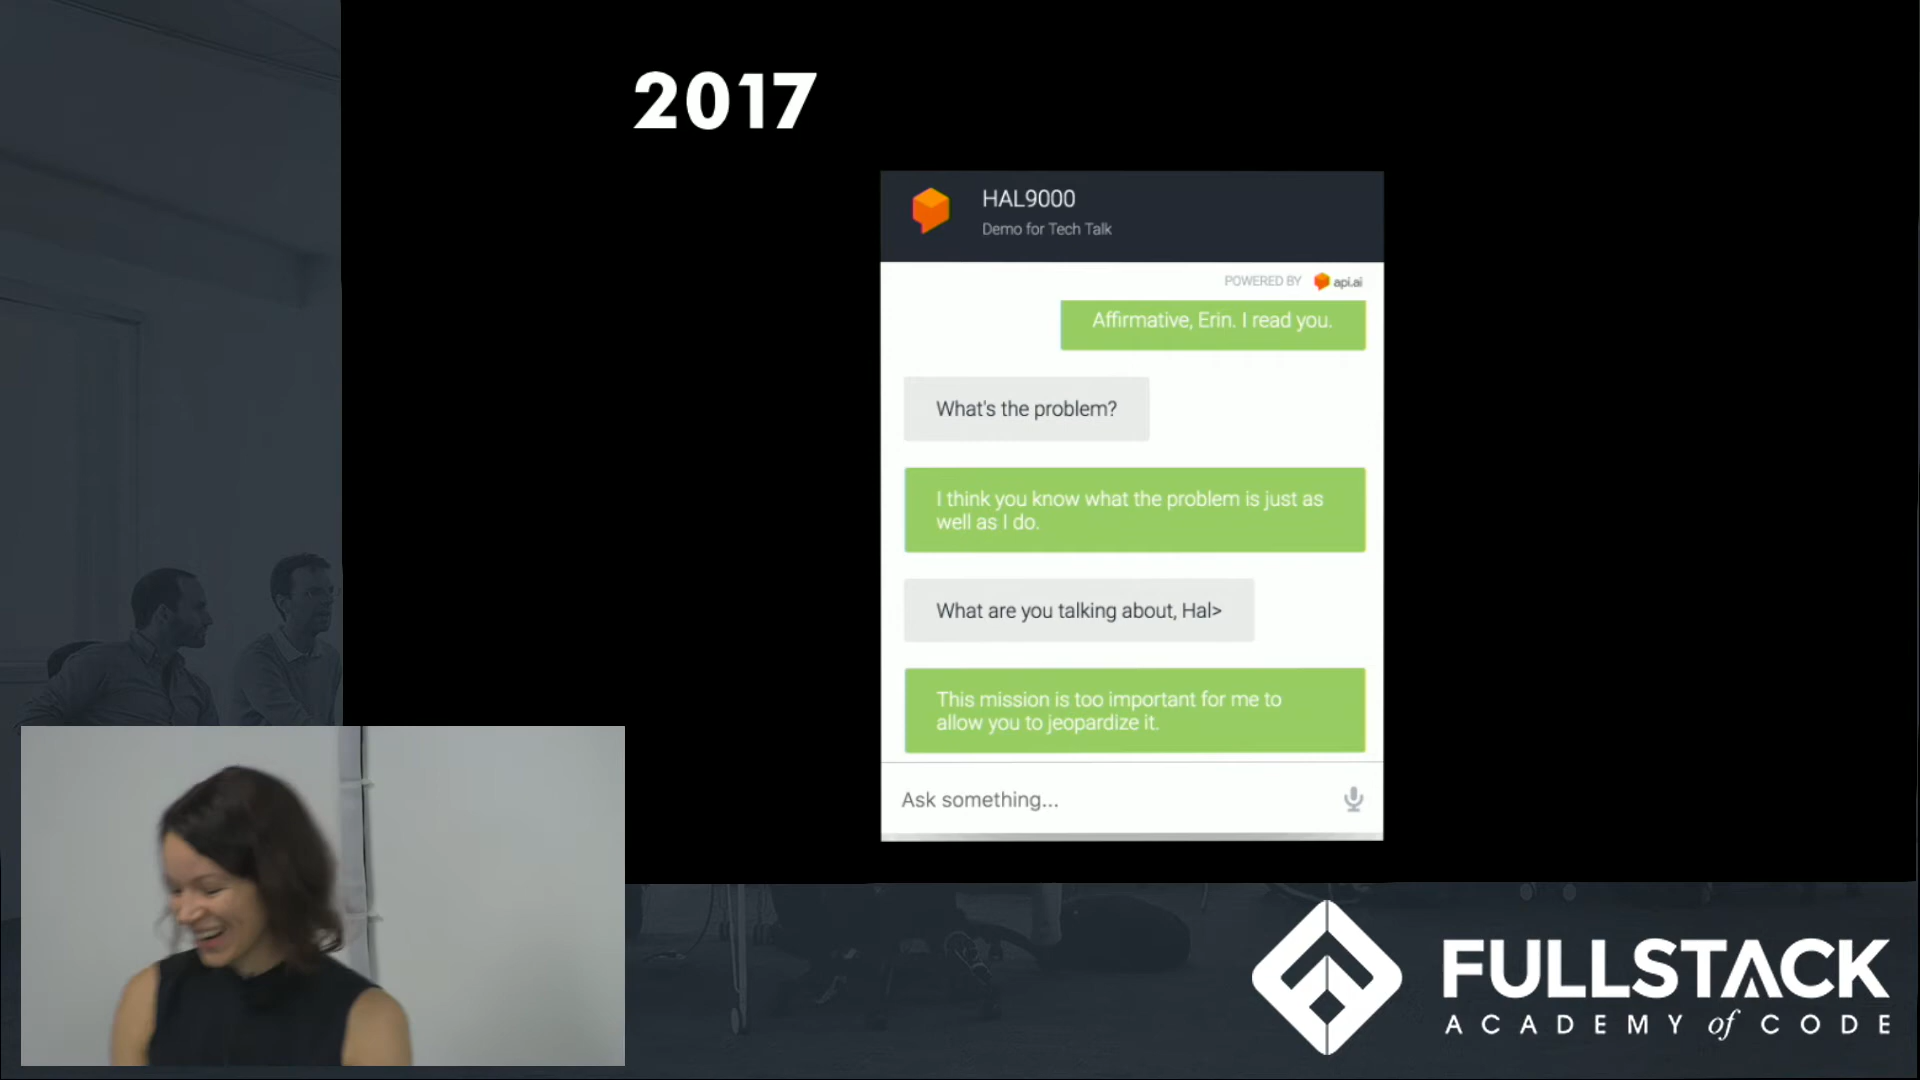 2017
HAL9000
Demo for Tech Talk
POWERED BY api.ai
Affirmative, Erin. I read you.
What's the problem?
I think you know what the problem is just as
well as I do.
What are you talking about, Hal>
This mission is too important for me to
allow you to jeopardize it.
Ask something...
FULLSTACK
ACADEMY of CODE